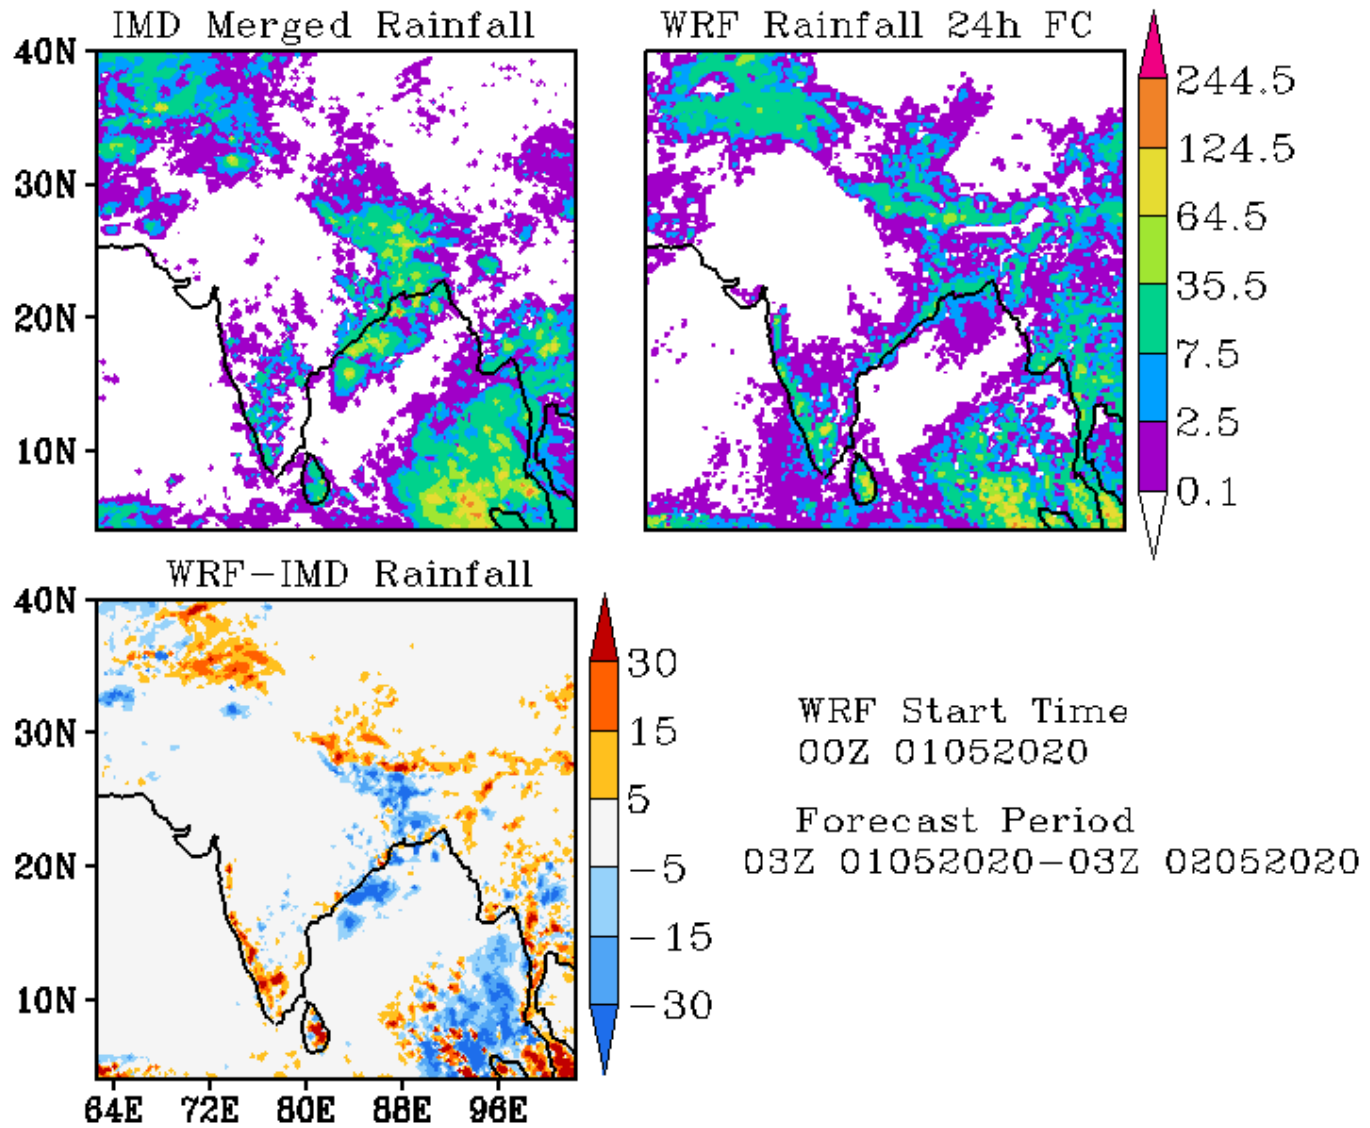 IMD Merged Rainfall
WRF Rainfall 24h FC
40N
30N
20N
10N
244.5
124.5
64.5
35.5
7.5
2.5
0.1
WRF-IMD Rainfall
40N
30N
20N
10N
64E 72E 80E 88E 96E
30
15
5
-5
-15
-30
WRF Start Time
00Z 01052020
Forecast Period
03Z 01052020-03Z 02052020